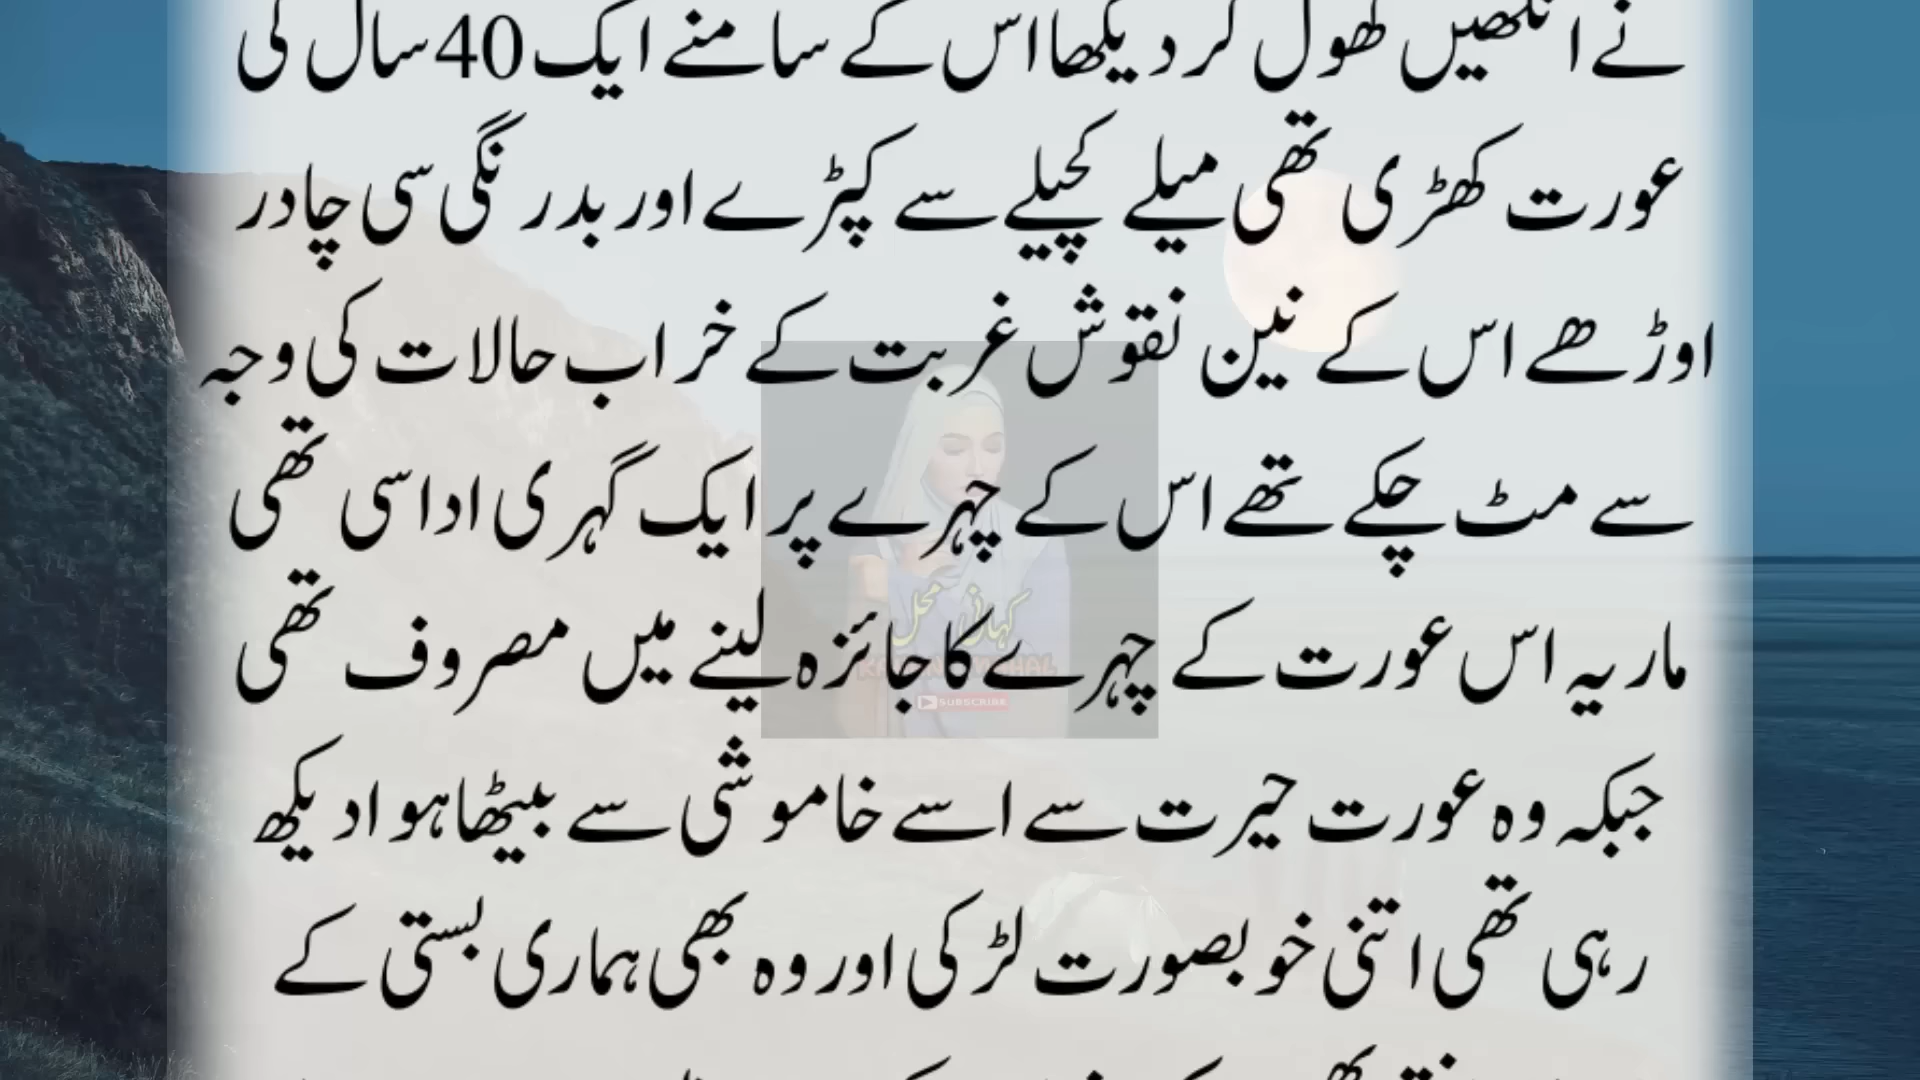 نے آنکھیں کھول کر دیکھا اس کے سامنے ایک 40 سال کی
عورت کھڑی تھی میلے کچیلے سے کپڑے اور بدرنگی سی چادر
اوڑھے اس کے نین نقوش غربت کے خراب حالات کی وجہ
سے مٹ چکے تھے اس کے چہرے پر ایک گہری اداسی تھی
ماریہ اس عورت کے چہرے کا جائزہ لینے میں مصروف تھی
جبکہ وہ عورت حیرت سے اسے خاموشی سے بیٹھا ہوا دیکھ
رہی تھی اتنی خوبصورت لڑکی اور وہ بھی ہماری بستی کے
کہانی محل
SUBSCRIBE